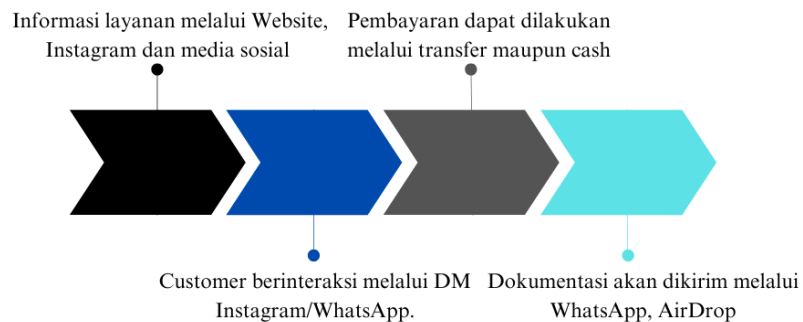 Informasi layanan melalui Website,
Instagram dan media sosial
Pembayaran dapat dilakukan
melalui transfer maupun cash
Customer berinteraksi melalui DM
Instagram/WhatsApp.
Dokumentasi akan dikirim melalui
WhatsApp, AirDrop